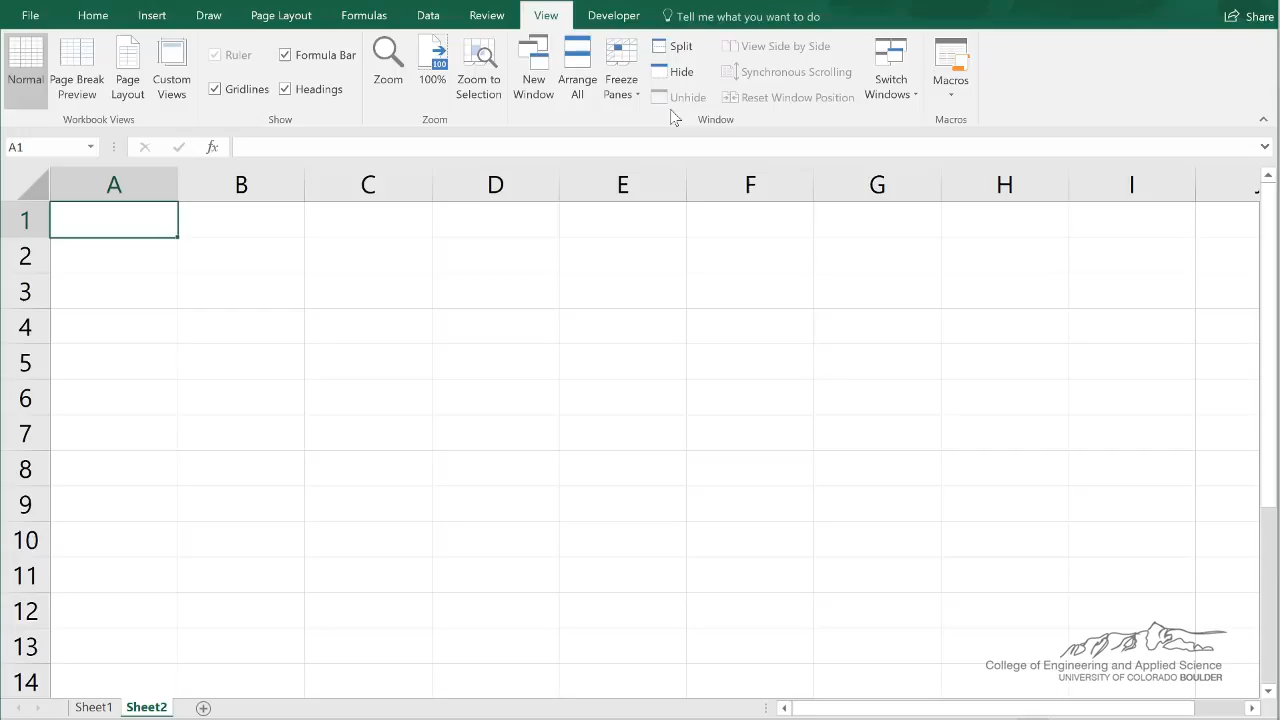 File Home Insert Draw Page Layout Formulas Data Review View Developer Tell me what you want to do Share
Normal
Page Break
Preview
Page
Layout
Custom
Views
Workbook Views
Ruler
Formula Bar
Gridlines
Headings
Show
Zoom
100
100%
Zoom to
Selection
Zoom
New
Window
Arrange
All
Freeze
Panes
Split
Hide
Unhide
View Side by Side
Synchronous Scrolling
Reset Window Position
Switch
Windows
Window
Macros
Macros
A1 fx
A B C D E F G H I
1
2
3
4
5
6
7
8
9
10
11
12
13
14
College of Engineering and Applied Science
UNIVERSITY OF COLORADO BOULDER
Sheet1 Sheet2